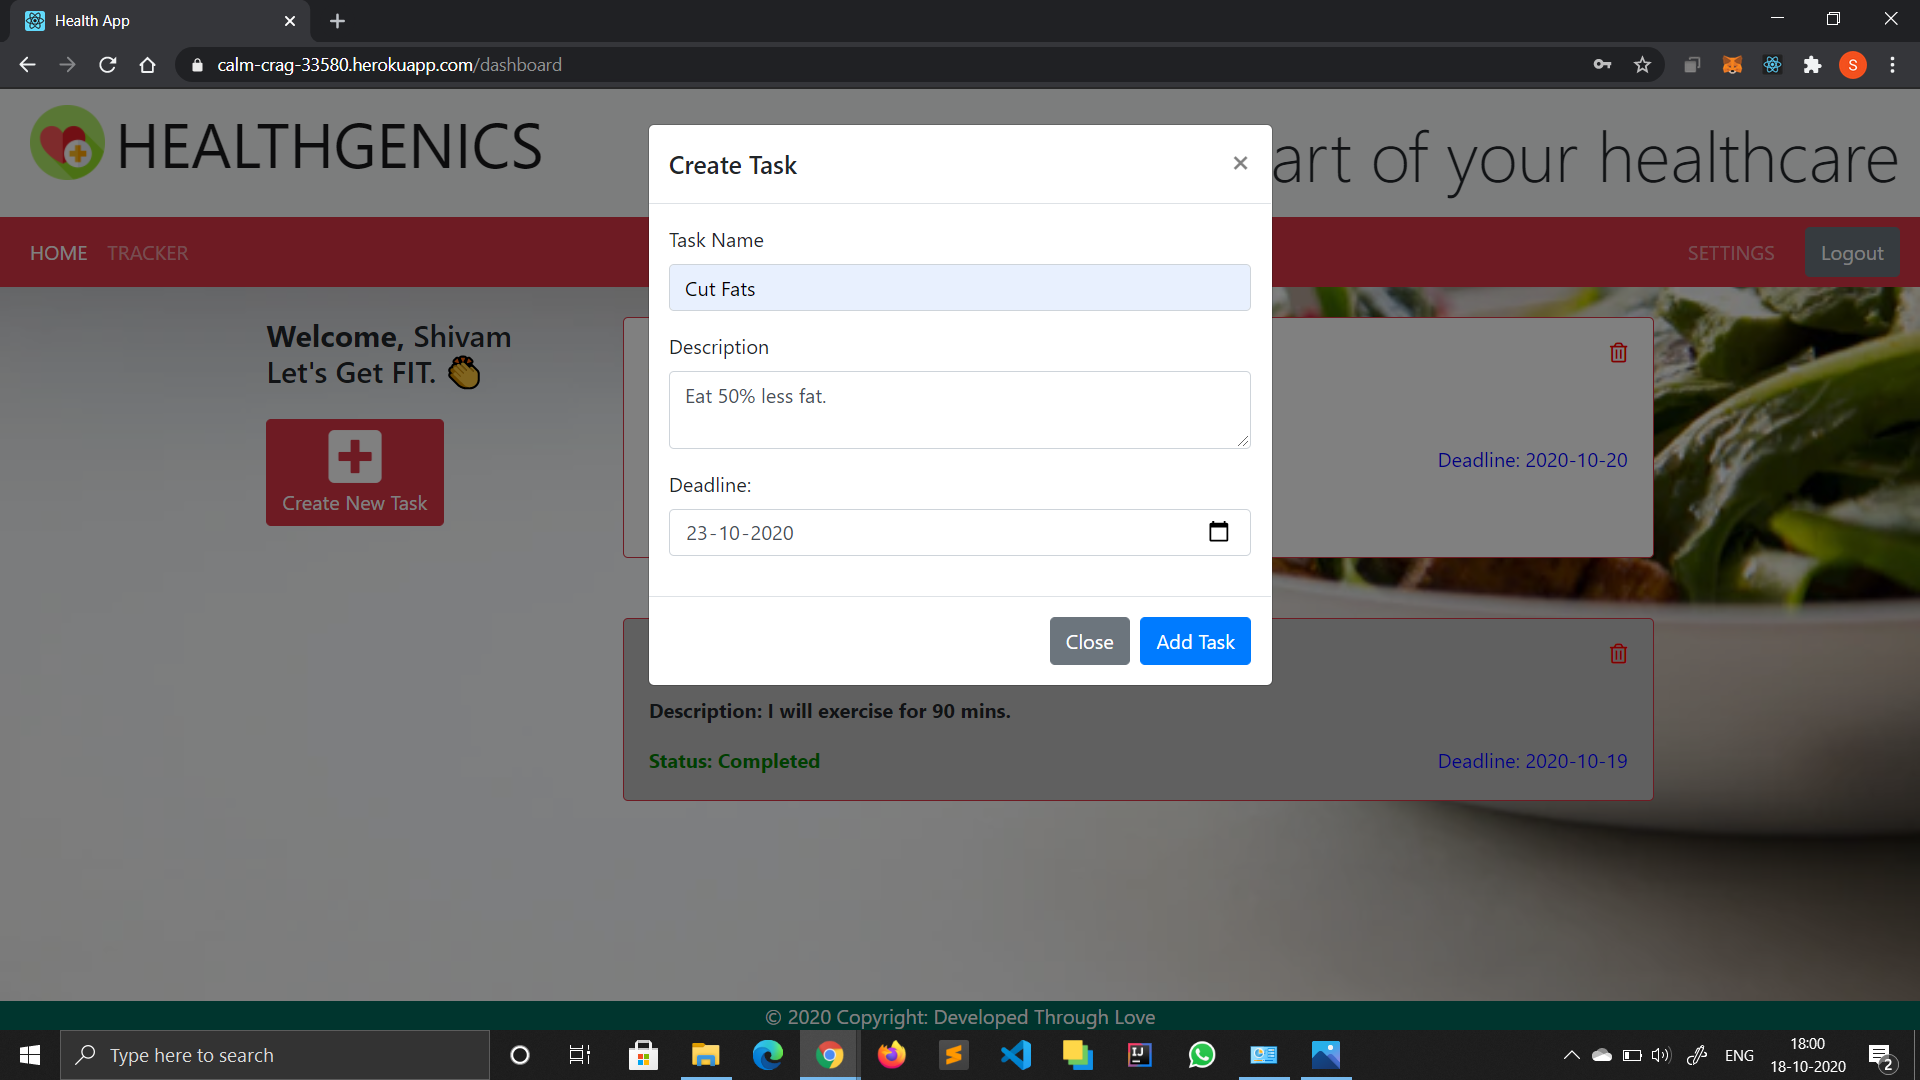 Health App
calm-crag-33580.herokuapp.com/dashboard
S
HEALTHGENICS
art of your healthcare
HOME
TRACKER
SETTINGS
Logout
Welcome, Shivam
Let's Get FIT.
Create New Task
Create Task
×
Task Name
Cut Fats
Description
Eat 50% less fat.
Deadline:
23-10-2020
Close
Add Task
Deadline: 2020-10-20
Description: I will exercise for 90 mins.
Status: Completed
Deadline: 2020-10-19
© 2020 Copyright: Developed Through Love
Type here to search
IJ
ENG
18:00
18-10-2020
2